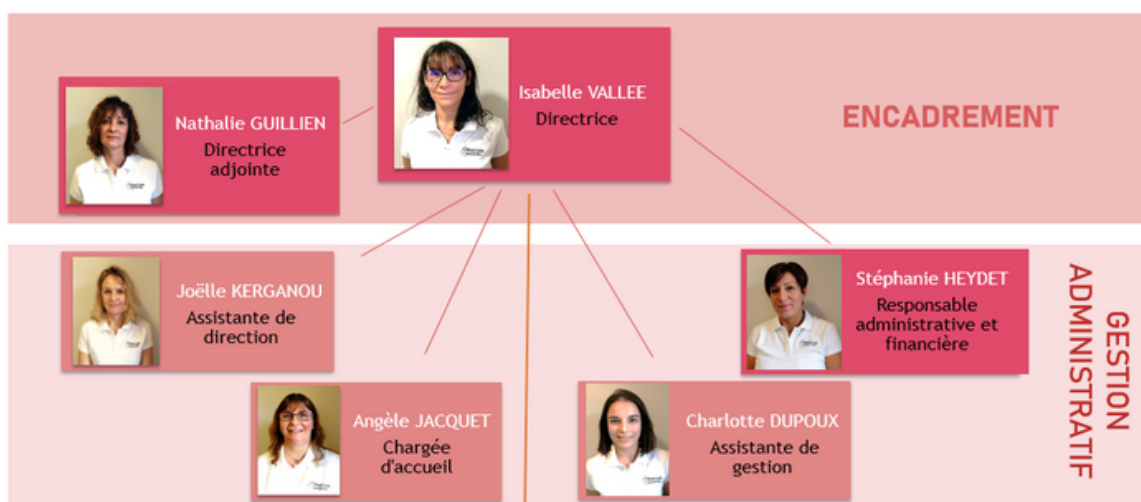 Isabelle VALLEE
Directrice
ENCADREMENT
Nathalie GUILLIEN
Directrice
adjointe
Joëlle KERGANOU
Assistante de
direction
Stéphanie HEYDET
Responsable
administrative et
financière
GESTION
ADMINISTRATIF
Angèle JACQUET
Chargée
d'accueil
Charlotte DUPOUX
Assistante de
gestion